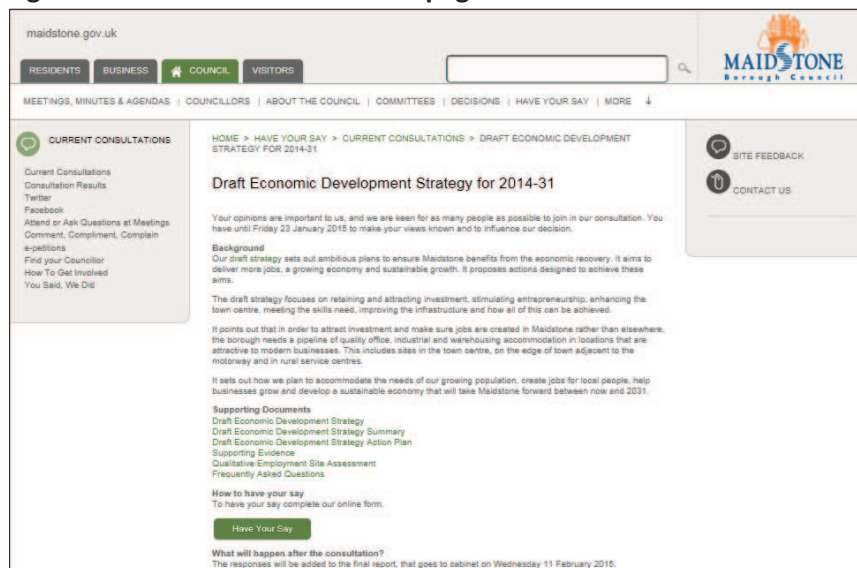 maidstone.gov.uk
RESIDENTS BUSINESS COUNCIL VISITORS
MAIDSTONE
Borough Council
MEETINGS, MINUTES & AGENDAS | COUNCILLORS | ABOUT THE COUNCIL | COMMITTEES | DECISIONS | HAVE YOUR SAY | MORE ↓
CURRENT CONSULTATIONS
Current Consultations
Consultation Results
Twitter
Facebook
Attend or Ask Questions at Meetings
Comment, Compliment, Complain
e-petitions
Find your Councillor
How To Get Involved
You Said, We Did
HOME > HAVE YOUR SAY > CURRENT CONSULTATIONS > DRAFT ECONOMIC DEVELOPMENT
STRATEGY FOR 2014-31
Draft Economic Development Strategy for 2014-31
Your opinions are important to us, and we are keen for as many people as possible to join in our consultation. You
have until Friday 23 January 2015 to make your views known and to influence our decision.
Background
Our draft strategy sets out ambitious plans to ensure Maidstone benefits from the economic recovery. It aims to
deliver more jobs, a growing economy and sustainable growth. It proposes actions designed to achieve these
aims.
The draft strategy focuses on retaining and attracting investment, stimulating entrepreneurship, enhancing the
town centre, meeting the skills need, improving the infrastructure and how all of this can be achieved.
It points out that in order to attract investment and make sure jobs are created in Maidstone rather than elsewhere,
the borough needs a pipeline of quality office, industrial and warehousing accommodation in locations that are
attractive to modern businesses. This includes sites in the town centre, on the edge of town adjacent to the
motorway and in rural service centres.
It sets out how we plan to accommodate the needs of our growing population, create jobs for local people, help
businesses grow and develop a sustainable economy that will take Maidstone forward between now and 2031.
Supporting Documents
Draft Economic Development Strategy
Draft Economic Development Strategy Summary
Draft Economic Development Strategy Action Plan
Supporting Evidence
Qualitative Employment Site Assessment
Frequently Asked Questions
How to have your say
To have your say complete our online form.
Have Your Say
What will happen after the consultation?
The responses will be added to the final report, that goes to cabinet on Wednesday 11 February 2015.
SITE FEEDBACK
CONTACT US